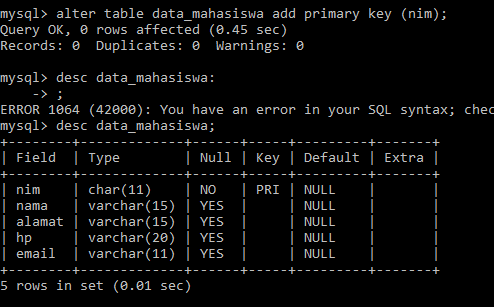 mysql> alter table data_mahasiswa add primary key (nim);
Query OK, 0 rows affected (0.45 sec)
Records: 0  Duplicates: 0  Warnings: 0
mysql> desc data_mahasiswa:
    -> ;
ERROR 1064 (42000): You have an error in your SQL syntax; chec
mysql> desc data_mahasiswa;
+--------+-------------+------+-----+---------+-------+
| Field  | Type        | Null | Key | Default | Extra |
+--------+-------------+------+-----+---------+-------+
| nim    | char(11)    | NO   | PRI | NULL    |       |
| nama   | varchar(15) | YES  |     | NULL    |       |
| alamat | varchar(15) | YES  |     | NULL    |       |
| hp     | varchar(20) | YES  |     | NULL    |       |
| email  | varchar(11) | YES  |     | NULL    |       |
+--------+-------------+------+-----+---------+-------+
5 rows in set (0.01 sec)